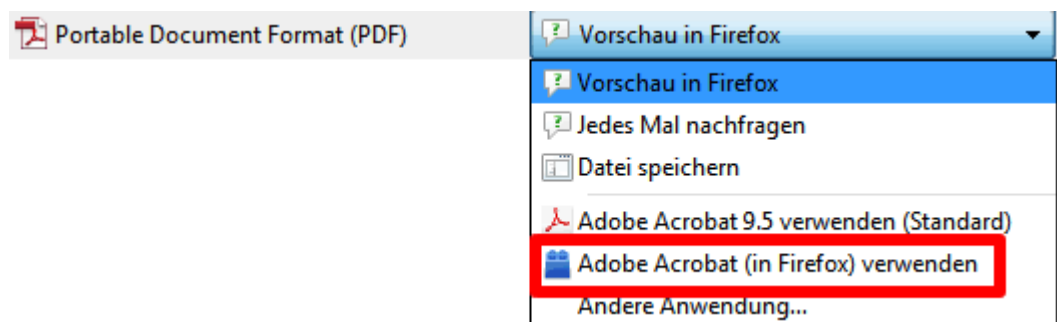 Portable Document Format (PDF) Vorschau in Firefox
Vorschau in Firefox
Jedes Mal nachfragen
Datei speichern
Adobe Acrobat 9.5 verwenden (Standard)
Adobe Acrobat (in Firefox) verwenden
Andere Anwendung...